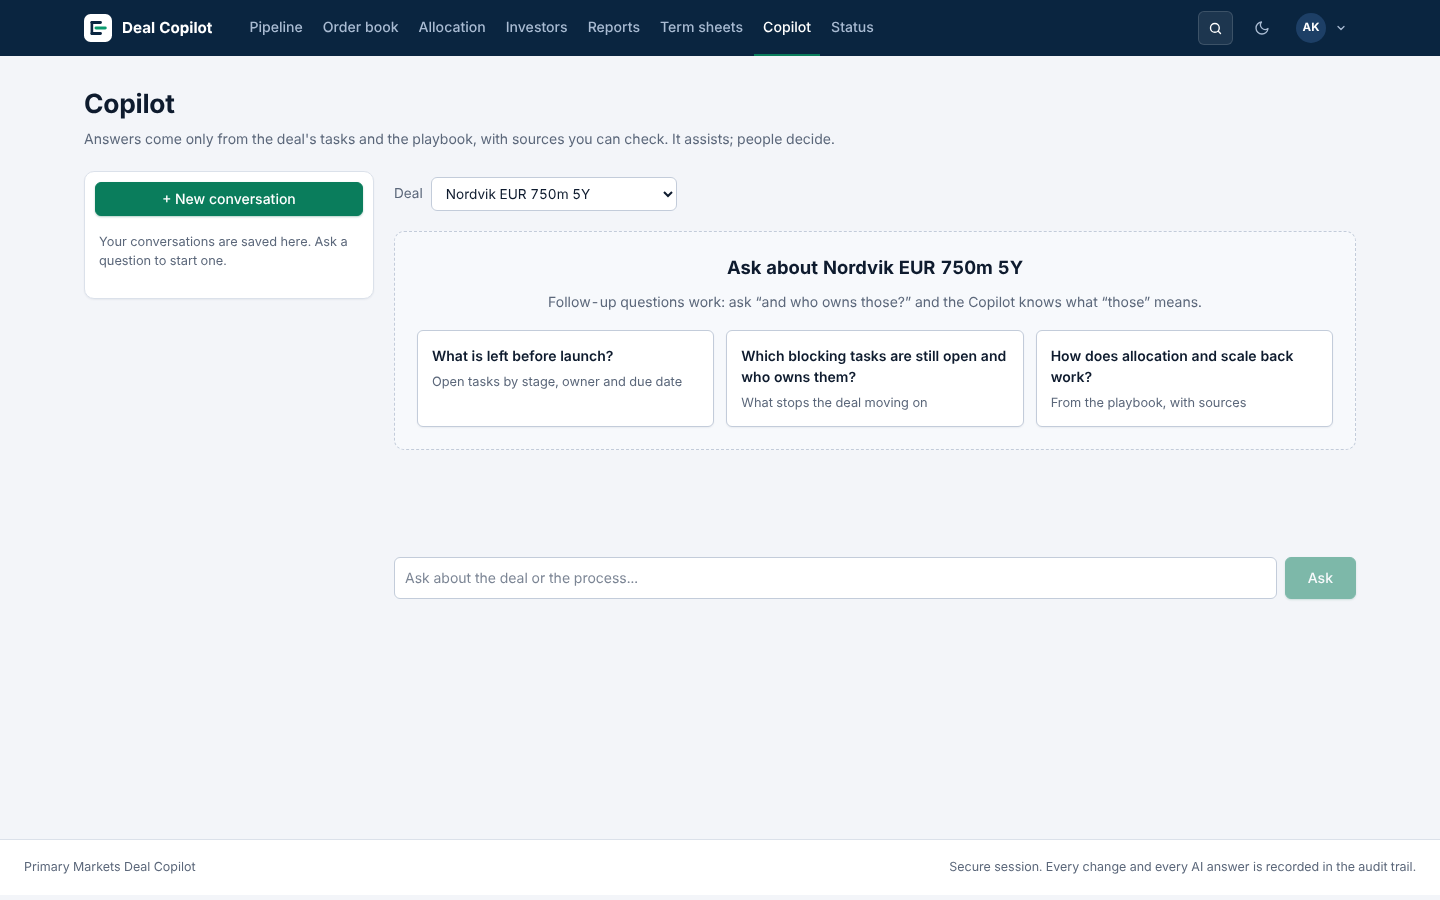 Deal Copilot
Pipeline
Order book
Allocation
Investors
Reports
Term sheets
Copilot
Status
AK
Copilot
Answers come only from the deal's tasks and the playbook, with sources you can check. It assists; people decide.
+ New conversation
Your conversations are saved here. Ask a
question to start one.
Deal
Nordvik EUR 750m 5Y
Ask about Nordvik EUR 750m 5Y
Follow-up questions work: ask “and who owns those?” and the Copilot knows what “those” means.
What is left before launch?
Open tasks by stage, owner and due date
Which blocking tasks are still open and
who owns them?
What stops the deal moving on
How does allocation and scale back
work?
From the playbook, with sources
Ask about the deal or the process...
Ask
Primary Markets Deal Copilot
Secure session. Every change and every AI answer is recorded in the audit trail.